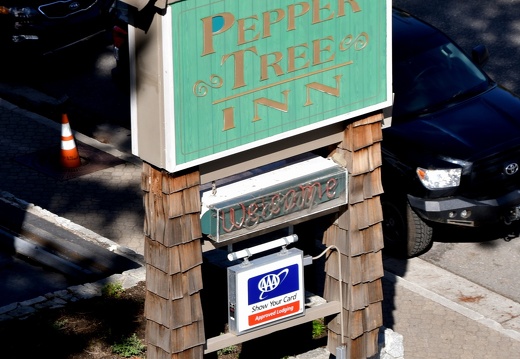 PEPPER
TREE
INN
Welcome
AAA
Show Your Card
Approved Lodging